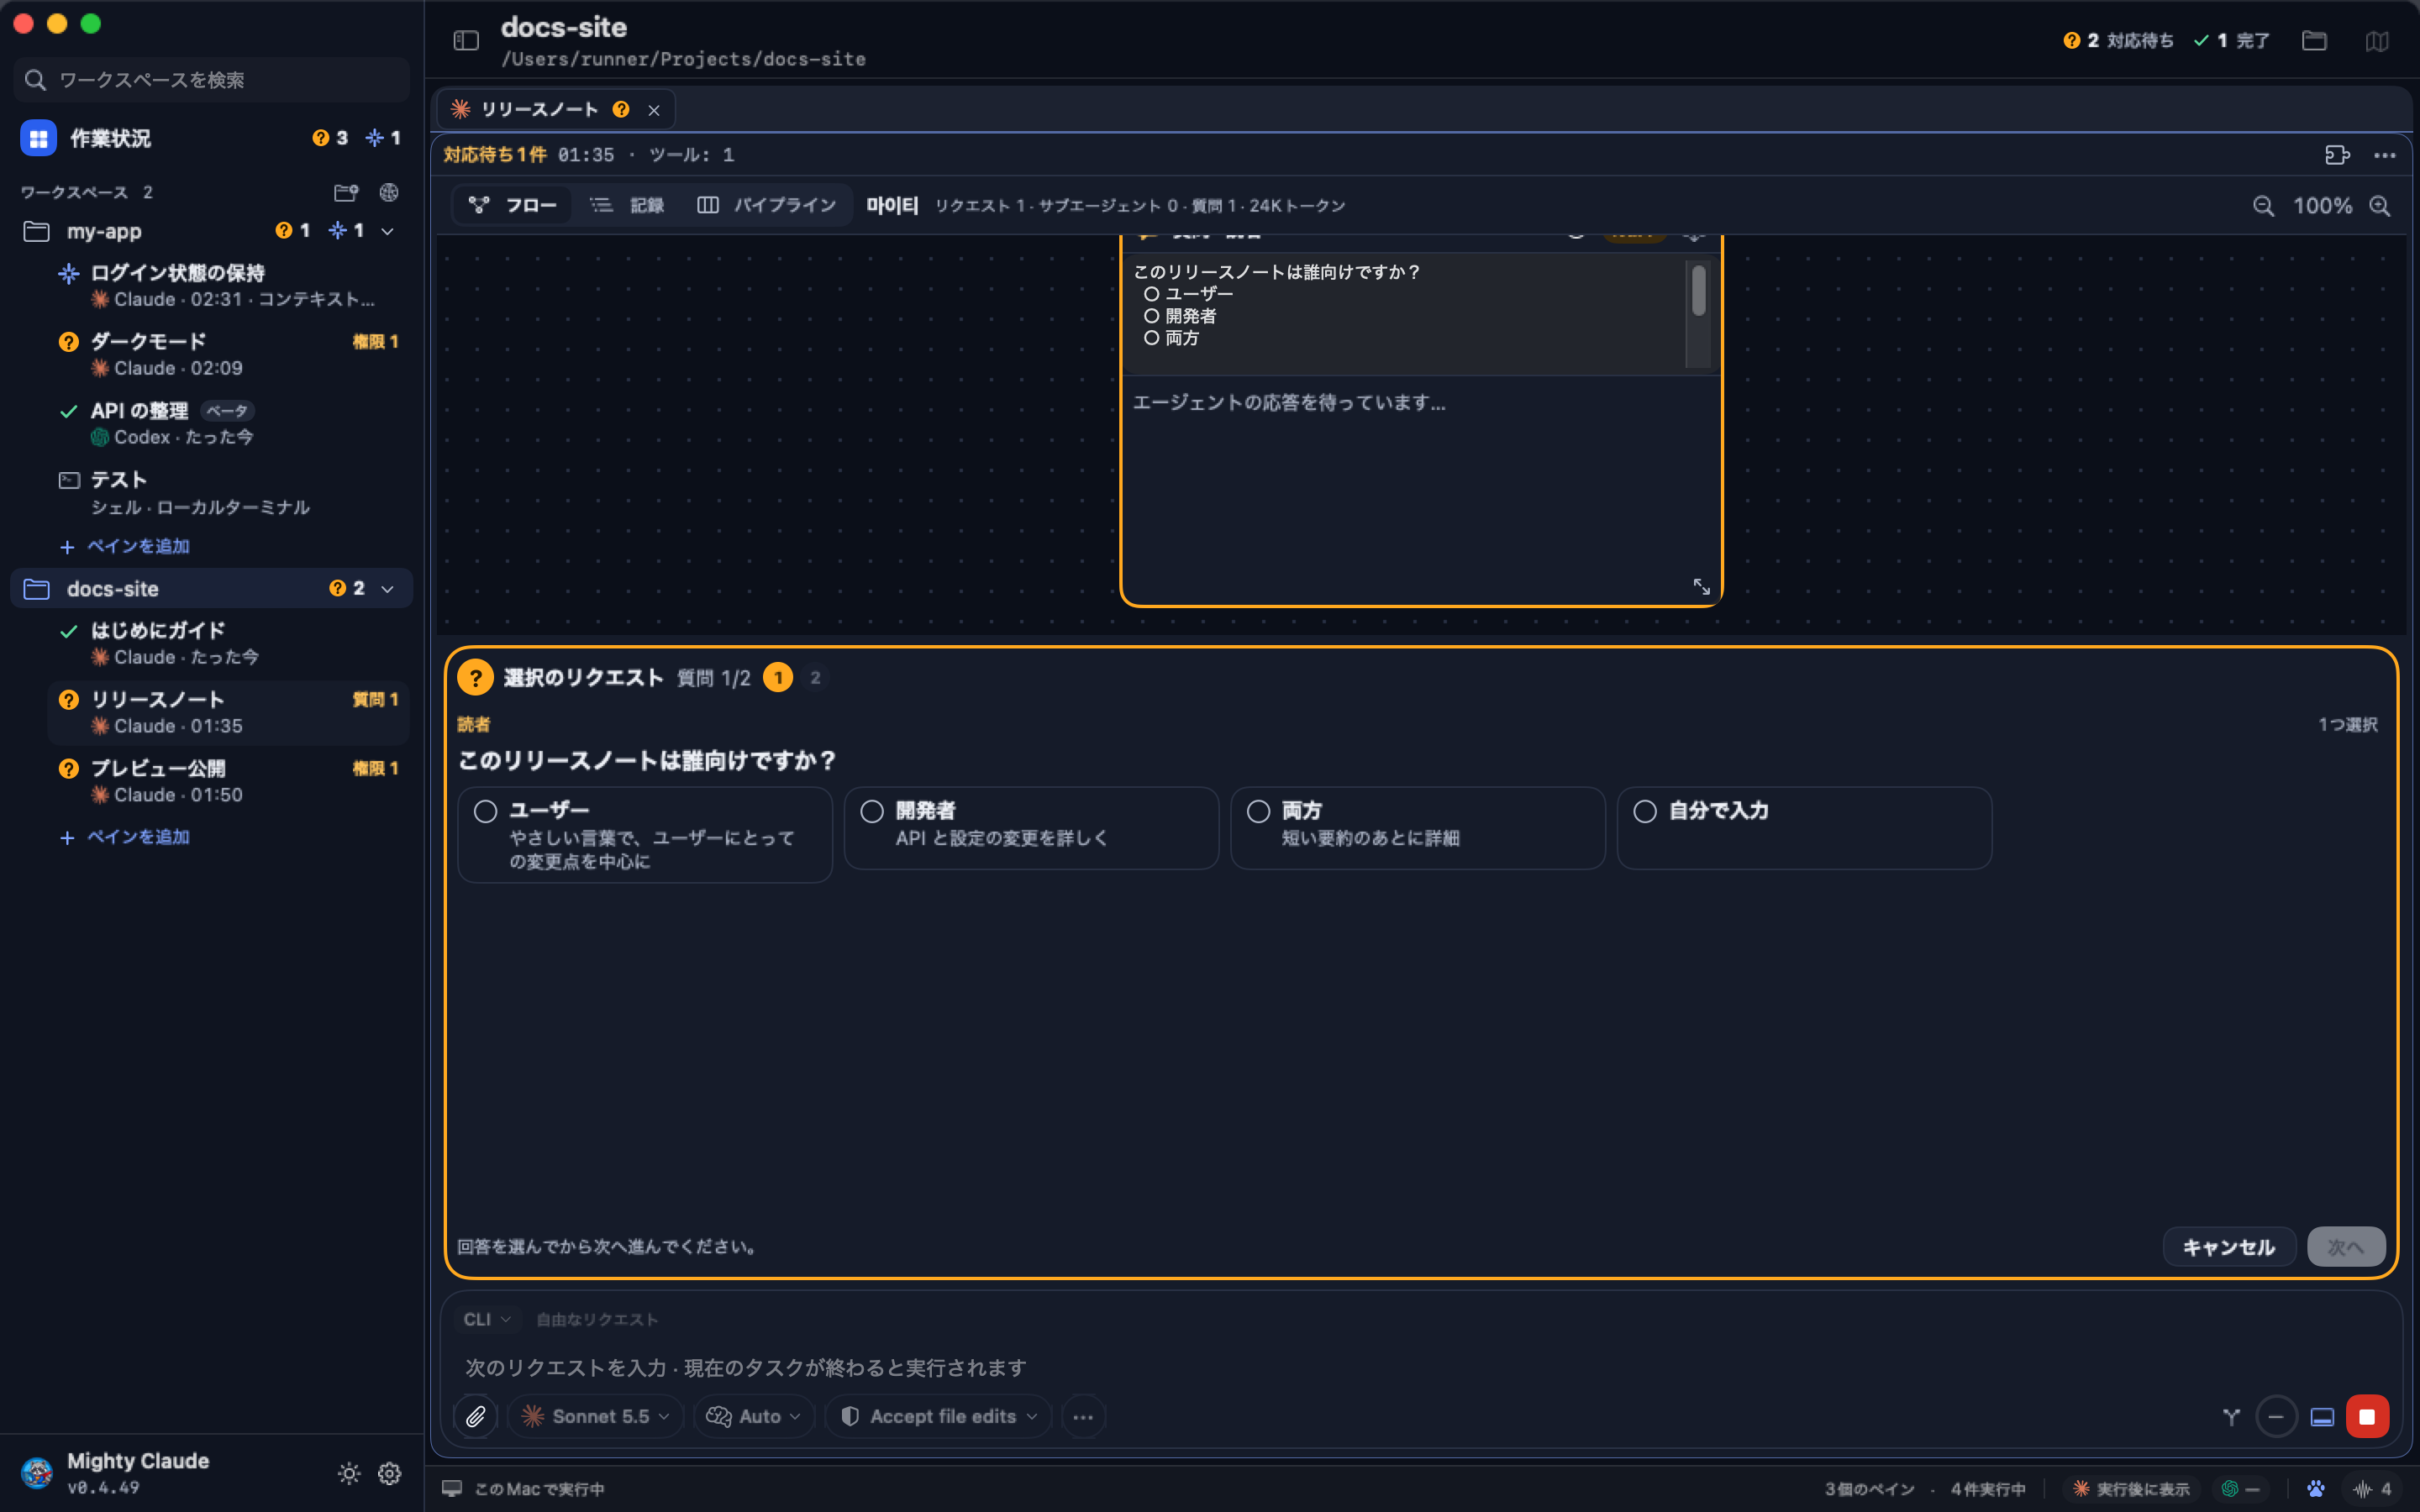 ワークスペースを検索
作業状況 3 1
ワークスペース 2
my-app 1 1
ログイン状態の保持
Claude · 02:31 · コンテキスト...
ダークモード 権限 1
Claude · 02:09
API の整理 ベータ
Codex · たった今
テスト
シェル · ローカルターミナル
+ ペインを追加
docs-site 2
はじめにガイド
Claude · たった今
リリースノート 質問 1
Claude · 01:35
プレビュー公開 権限 1
Claude · 01:50
+ ペインを追加
Mighty Claude
v0.4.49
docs-site
/Users/runner/Projects/docs-site
2 対応待ち 1 完了
リリースノート
対応待ち1件 01:35 · ツール: 1
フロー 記録 パイプライン 마이티 リクエスト 1 · サブエージェント 0 · 質問 1 · 24K トークン
100%
このリリースノートは誰向けですか？
ユーザー
開発者
両方
エージェントの応答を待っています...
選択のリクエスト 質問 1/2 1 2
読者 1つ選択
このリリースノートは誰向けですか？
ユーザー
やさしい言葉で、ユーザーにとって
の変更点を中心に
開発者
API と設定の変更を詳しく
両方
短い要約のあとに詳細
自分で入力
回答を選んでから次へ進んでください。
キャンセル 次へ
CLI 自由なリクエスト
次のリクエストを入力 · 現在のタスクが終わると実行されます
Sonnet 5.5 Auto Accept file edits
この Mac で実行中
3個のペイン · 4件実行中 実行後に表示 — 4